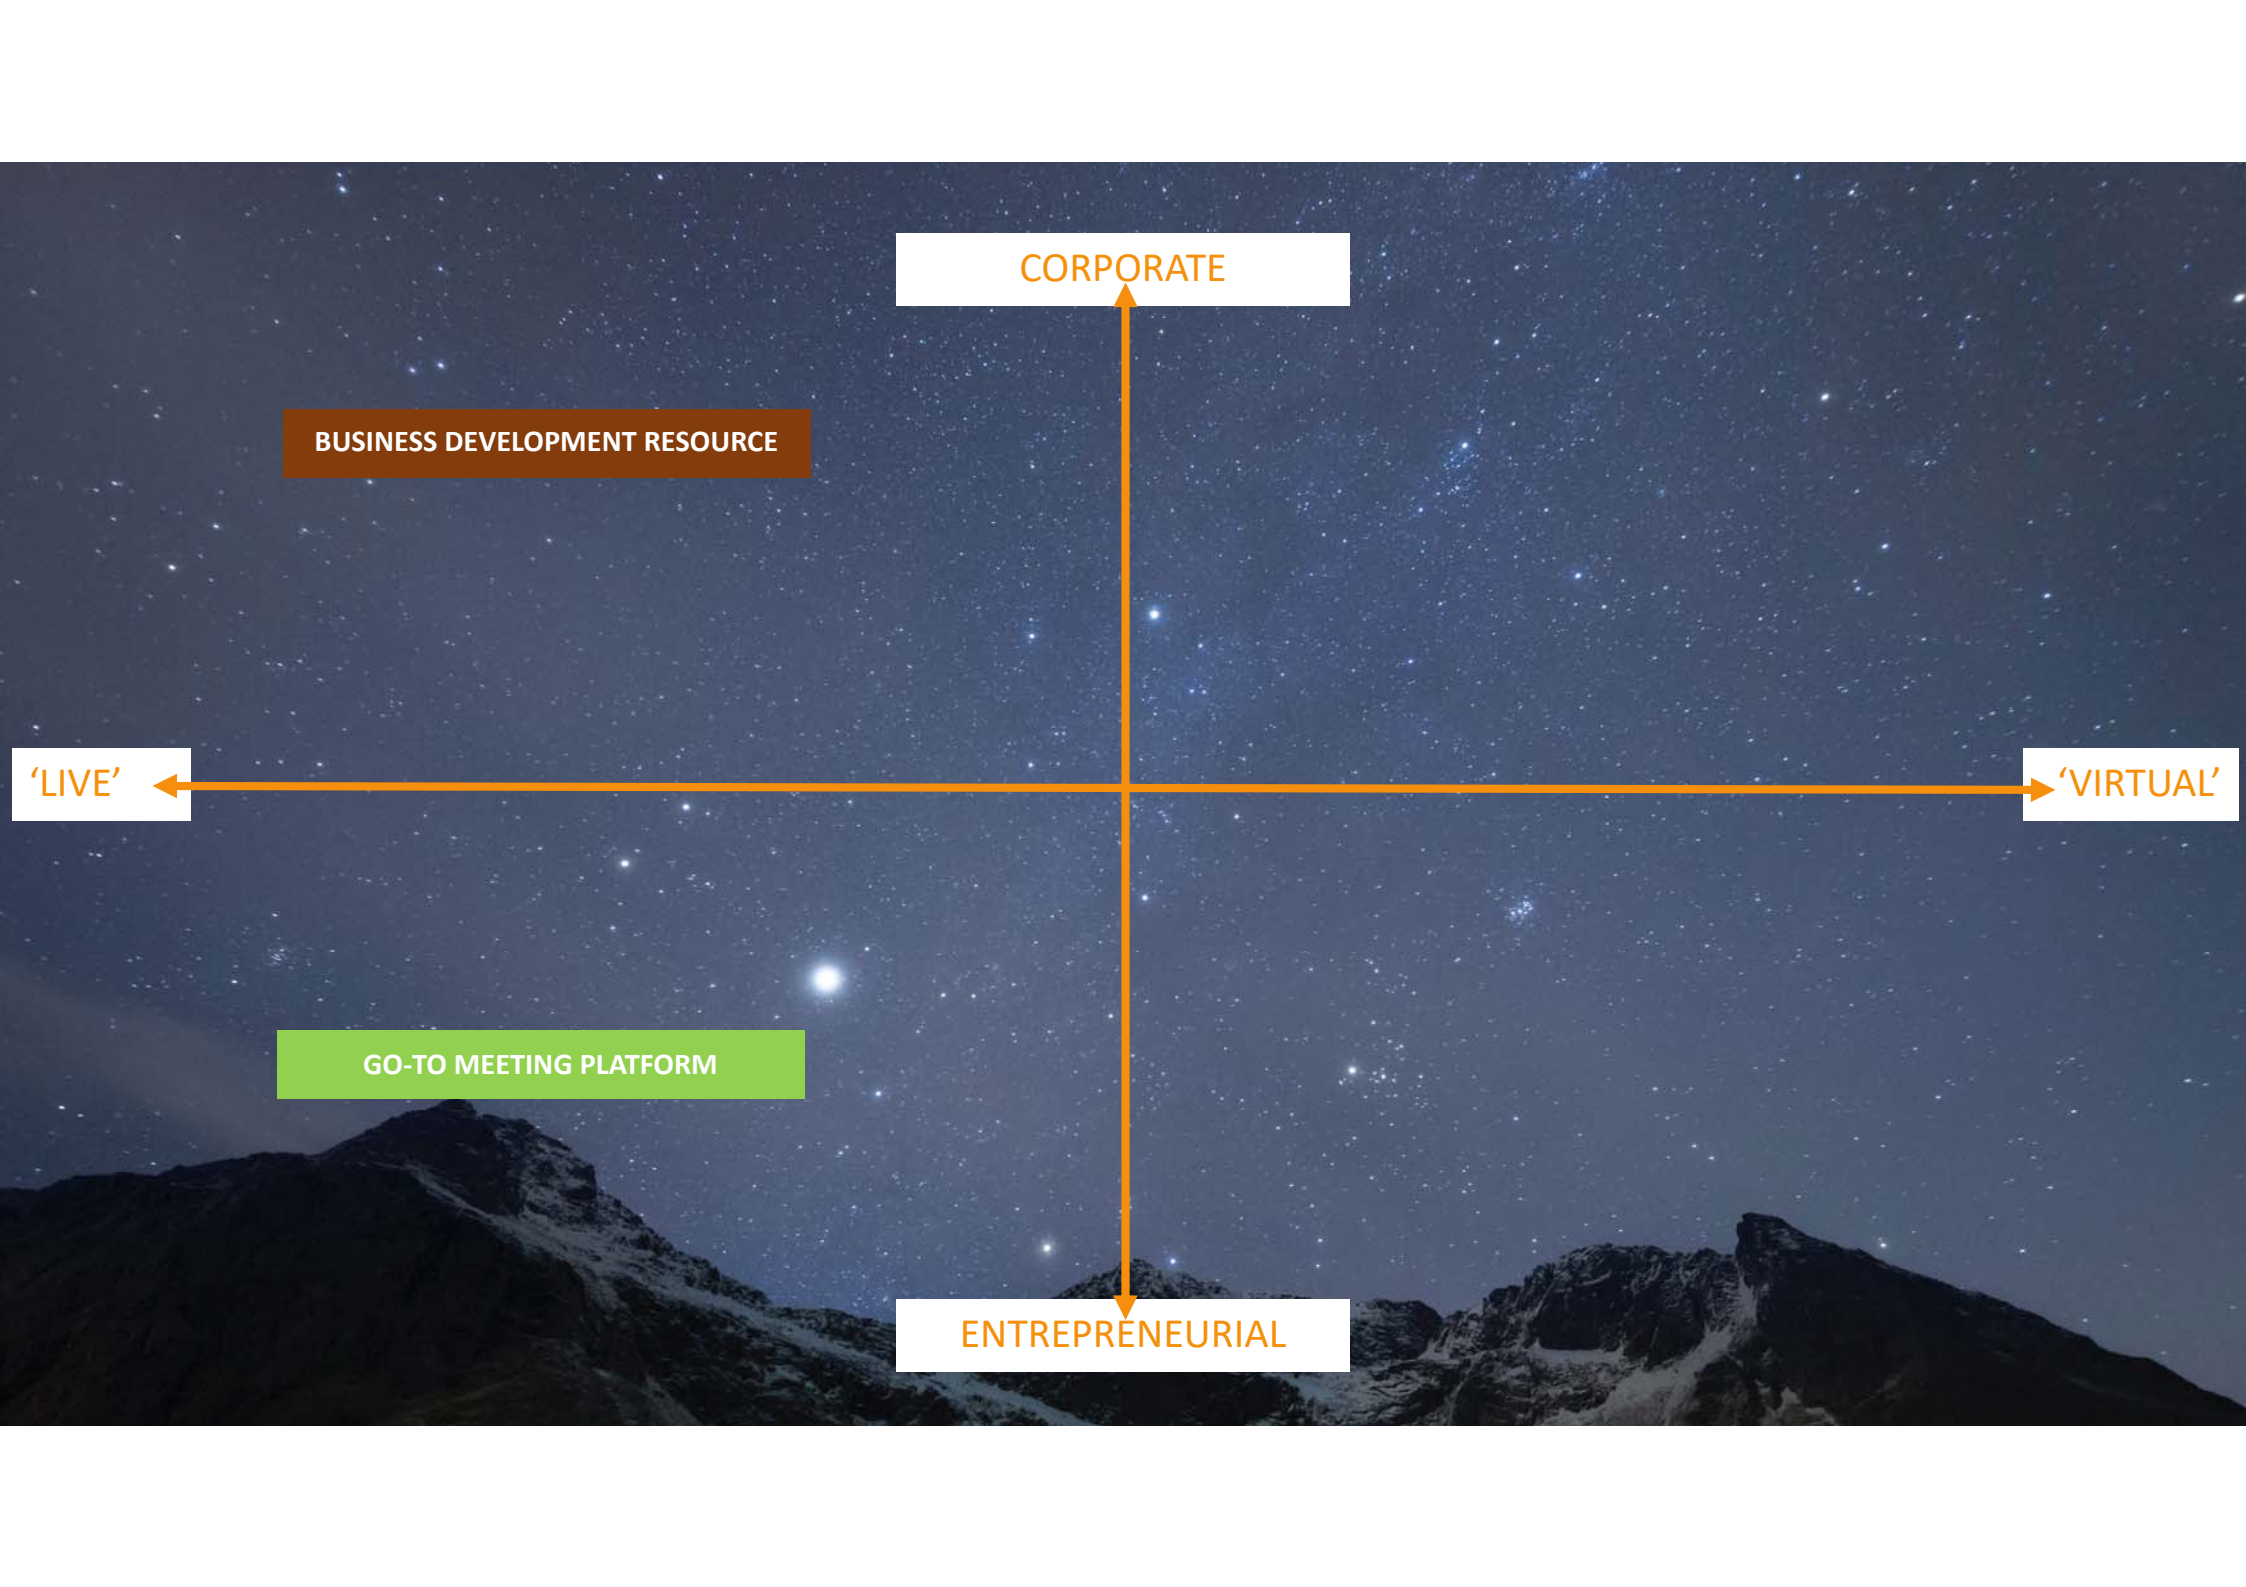 CORPORATE
BUSINESS DEVELOPMENT RESOURCE
‘LIVE’
‘VIRTUAL’
GO-TO MEETING PLATFORM
ENTREPRENEURIAL